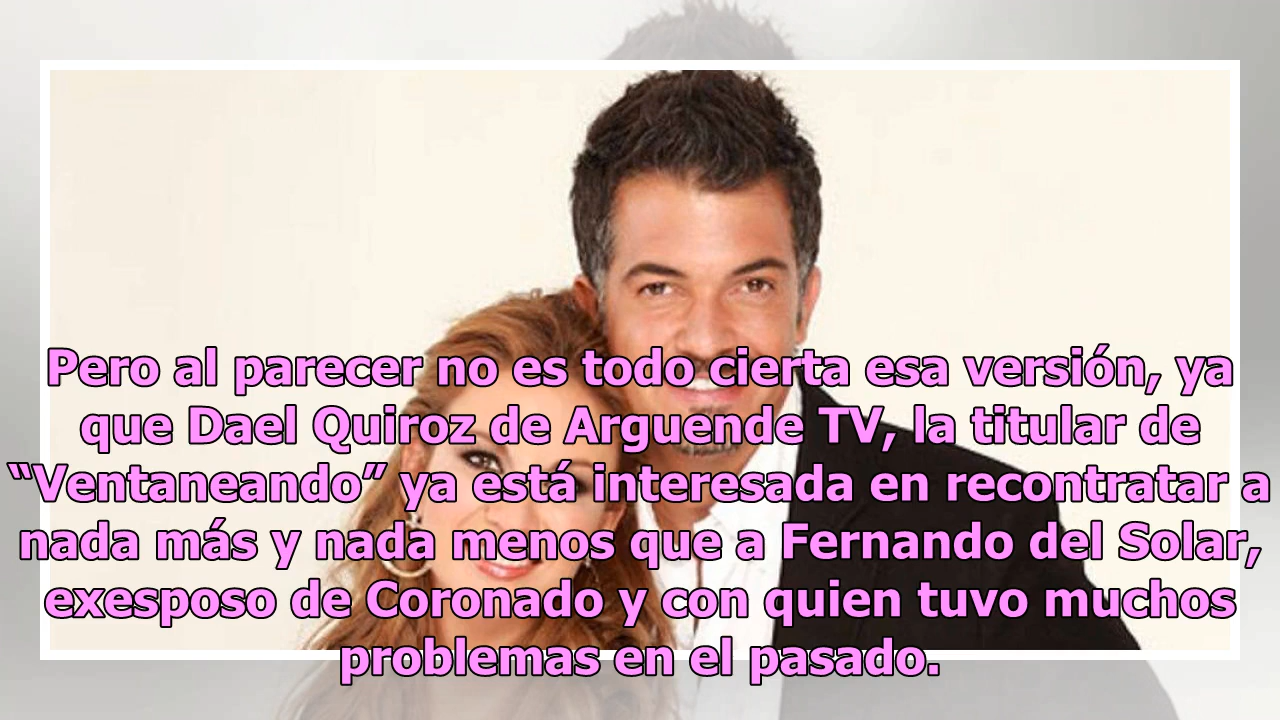 Pero al parecer no es todo cierta esa versión, ya
que Dael Quiroz de Arguende TV, la titular de
“Ventaneando” ya está interesada en recontratar a
nada más y nada menos que a Fernando del Solar,
exesposo de Coronado y con quien tuvo muchos
problemas en el pasado.